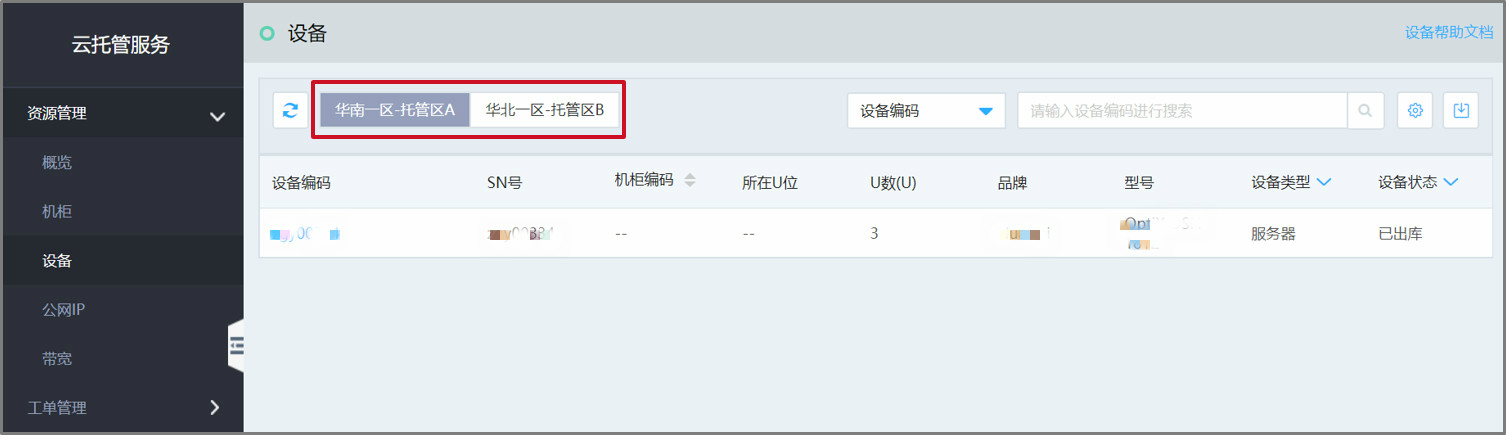 云托管服务
资源管理
概览
机柜
设备
公网IP
带宽
工单管理
设备
设备帮助文档
华南一区-托管区A 华北一区-托管区B 设备编码 请输入设备编码进行搜索
设备编码 SN号 机柜编码 所在U位 U数(U) 品牌 型号 设备类型 设备状态
-- -- 3 服务器 已出库